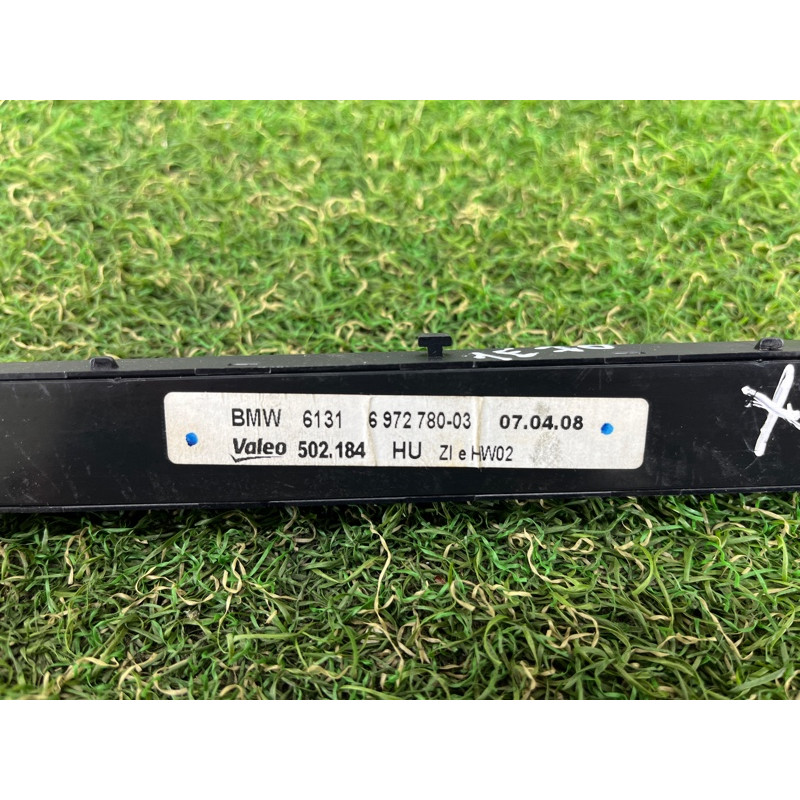 BMW 6131 6 972 780-03 07.04.08
Valeo 502.184 HU ZI e HW02